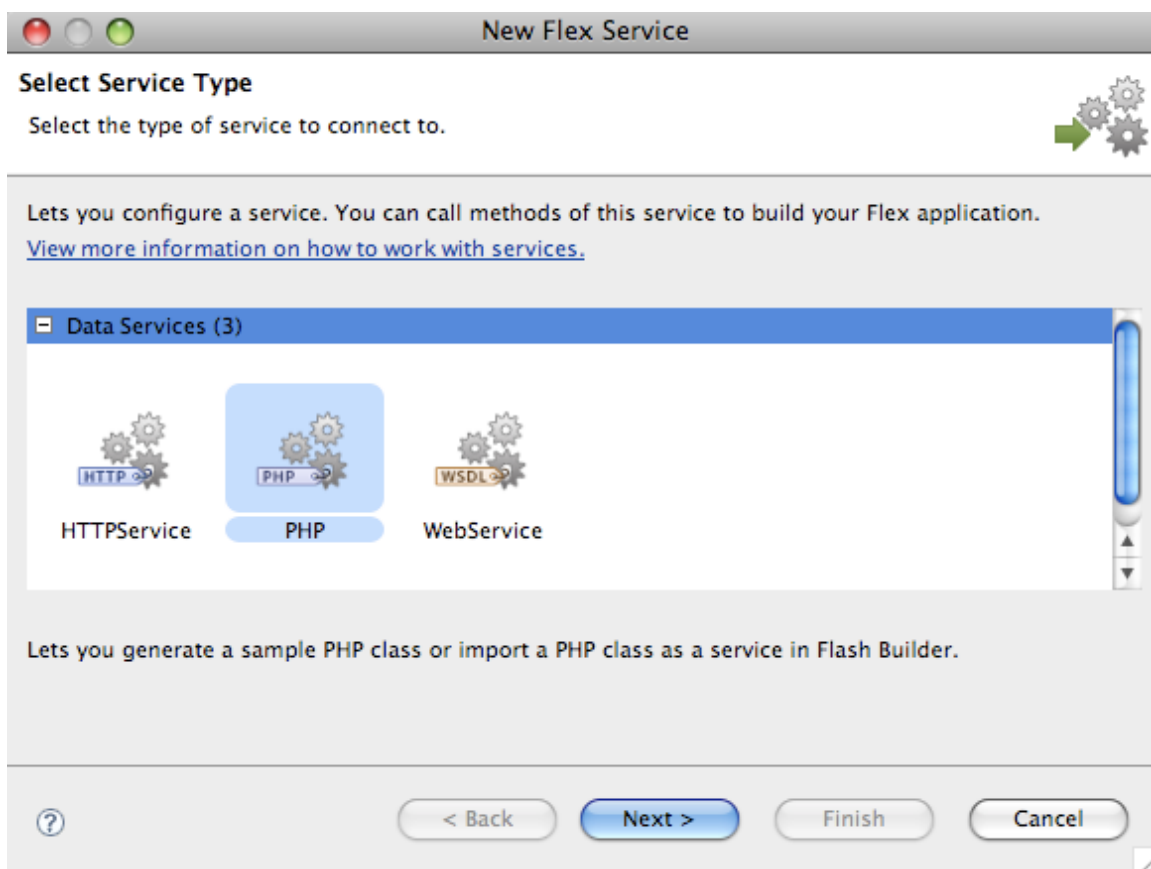 New Flex Service
Select Service Type
Select the type of service to connect to.
Lets you configure a service. You can call methods of this service to build your Flex application.
View more information on how to work with services.
Data Services (3)
HTTP PHP WSDL
HTTPService PHP WebService
Lets you generate a sample PHP class or import a PHP class as a service in Flash Builder.
? < Back Next > Finish Cancel